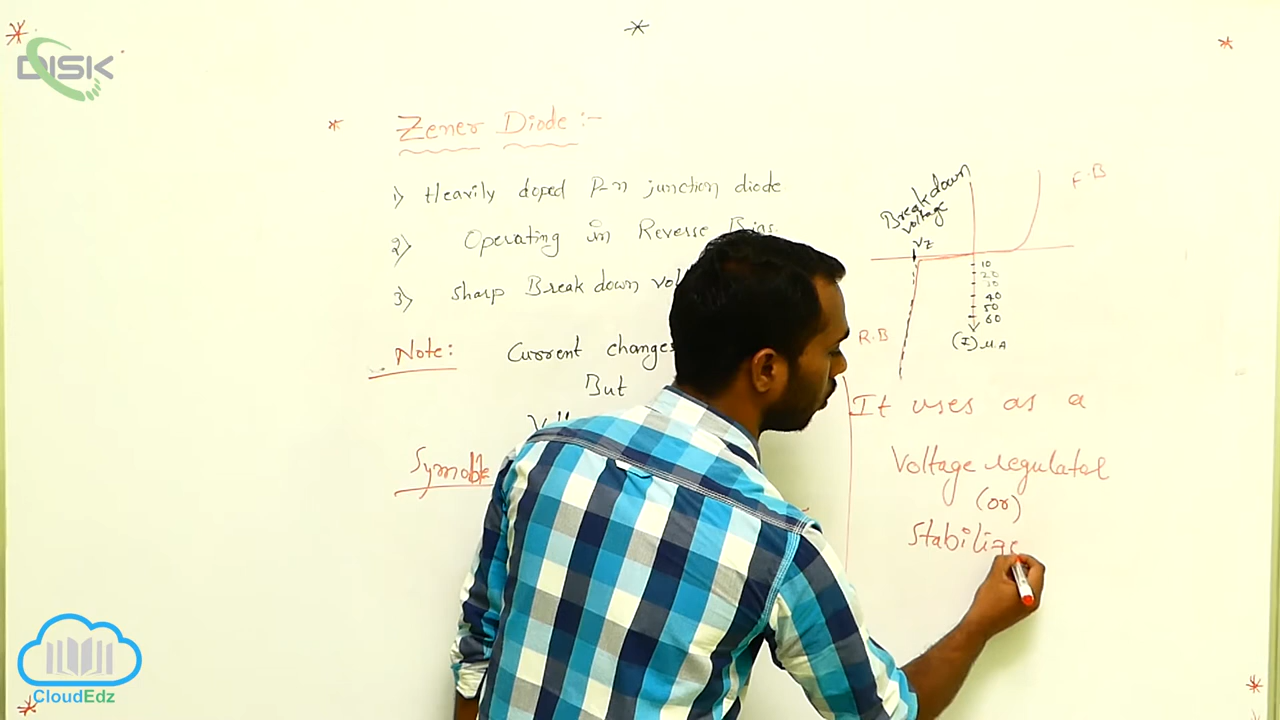 DISK
* Zener Diode :-
1) Heavily doped P-n junction diode
2) Operating in Reverse Bias.
3) Sharp Break down
Note: Current changes
But
Symoble
Break down
voltage
VZ
F.B
10
20
30
40
50
60
(I) μA
R.B
It uses as a
Voltage regulator
(or)
Stabilize
CloudEdz